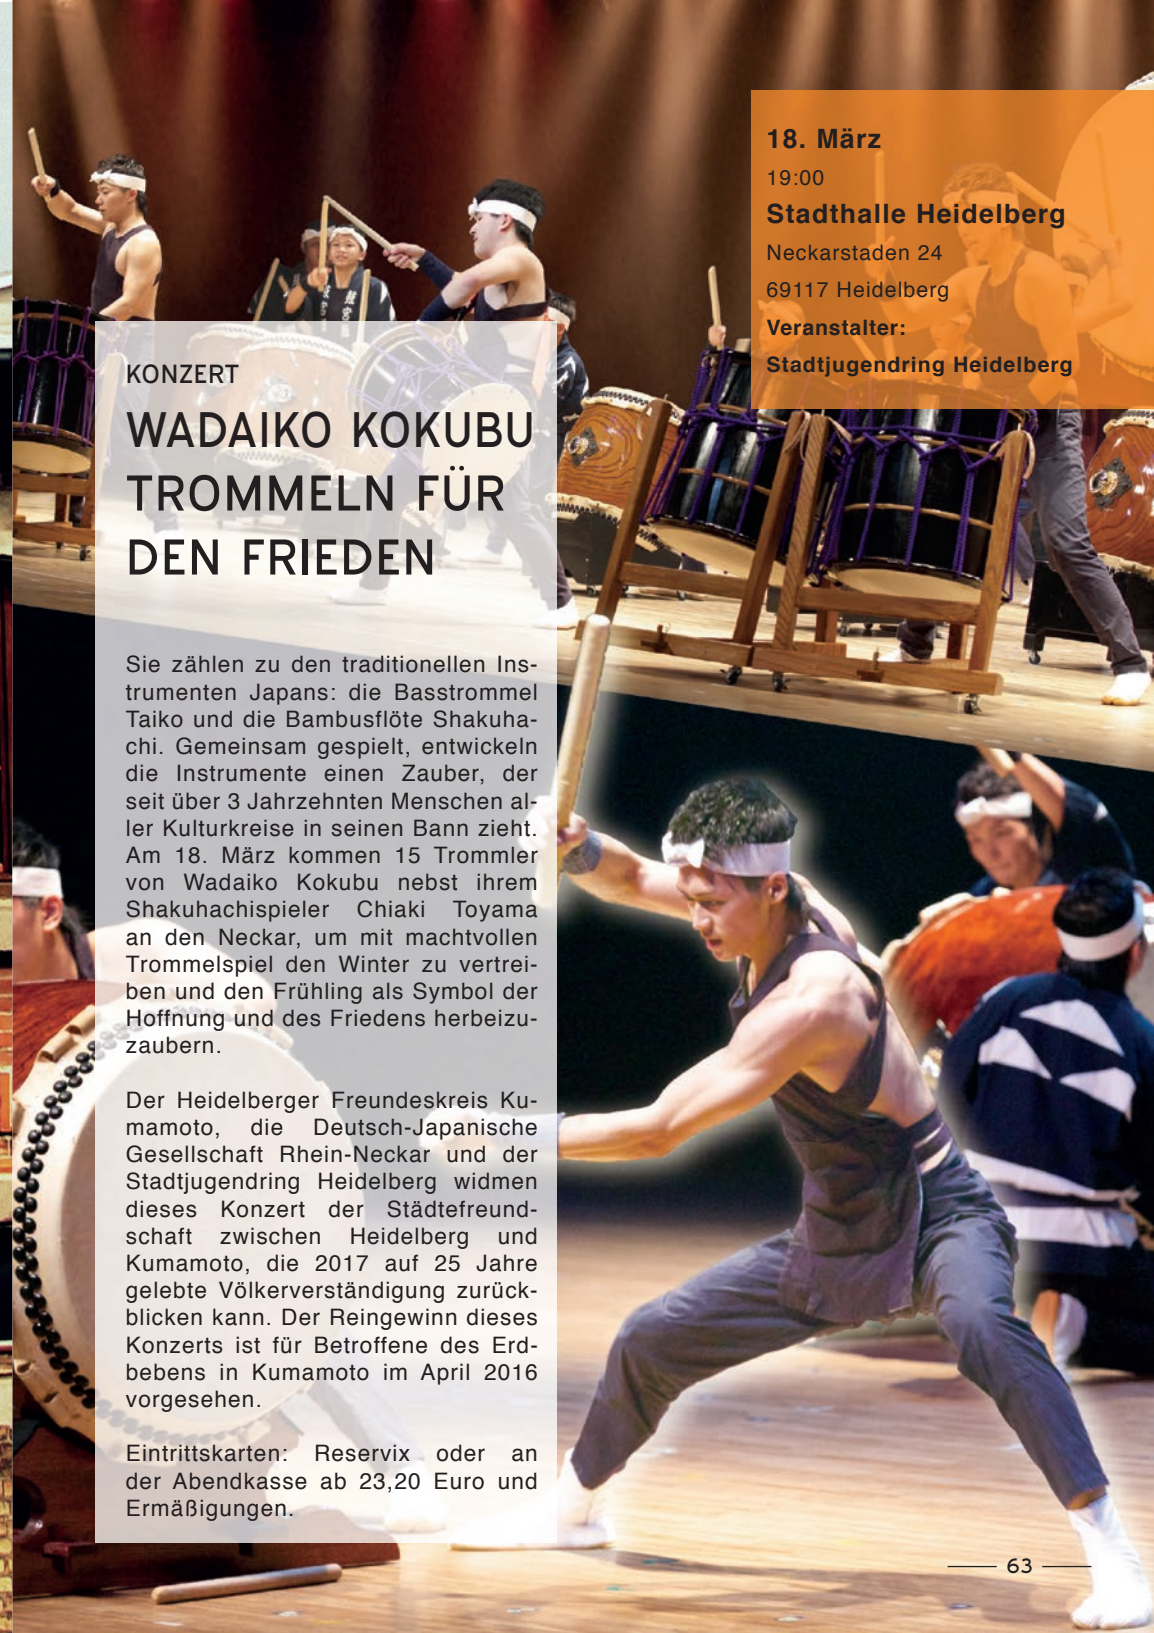 18. März
19:00
Stadthalle Heidelberg
Neckarstaden 24
69117 Heidelberg
Veranstalter:
Stadtjugendring Heidelberg
KONZERT
WADAIKO KOKUBU
TROMMELN FÜR
DEN FRIEDEN
Sie zählen zu den traditionellen Ins-
trumenten Japans: die Basstrommel
Taiko und die Bambusflöte Shakuha-
chi. Gemeinsam gespielt, entwickeln
die Instrumente einen Zauber, der
seit über 3 Jahrzehnten Menschen al-
ler Kulturkreise in seinen Bann zieht.
Am 18. März kommen 15 Trommler
von Wadaiko Kokubu nebst ihrem
Shakuhachispieler Chiaki Toyama
an den Neckar, um mit machtvollen
Trommelspiel den Winter zu vertrei-
ben und den Frühling als Symbol der
Hoffnung und des Friedens herbeizu-
zaubern.
Der Heidelberger Freundeskreis Ku-
mamoto, die Deutsch-Japanische
Gesellschaft Rhein-Neckar und der
Stadtjugendring Heidelberg widmen
dieses Konzert der Städtefreund-
schaft zwischen Heidelberg und
Kumamoto, die 2017 auf 25 Jahre
gelebte Völkerverständigung zurück-
blicken kann. Der Reingewinn dieses
Konzerts ist für Betroffene des Erd-
bebens in Kumamoto im April 2016
vorgesehen.
Eintrittskarten: Reservix oder an
der Abendkasse ab 23,20 Euro und
Ermäßigungen.
63